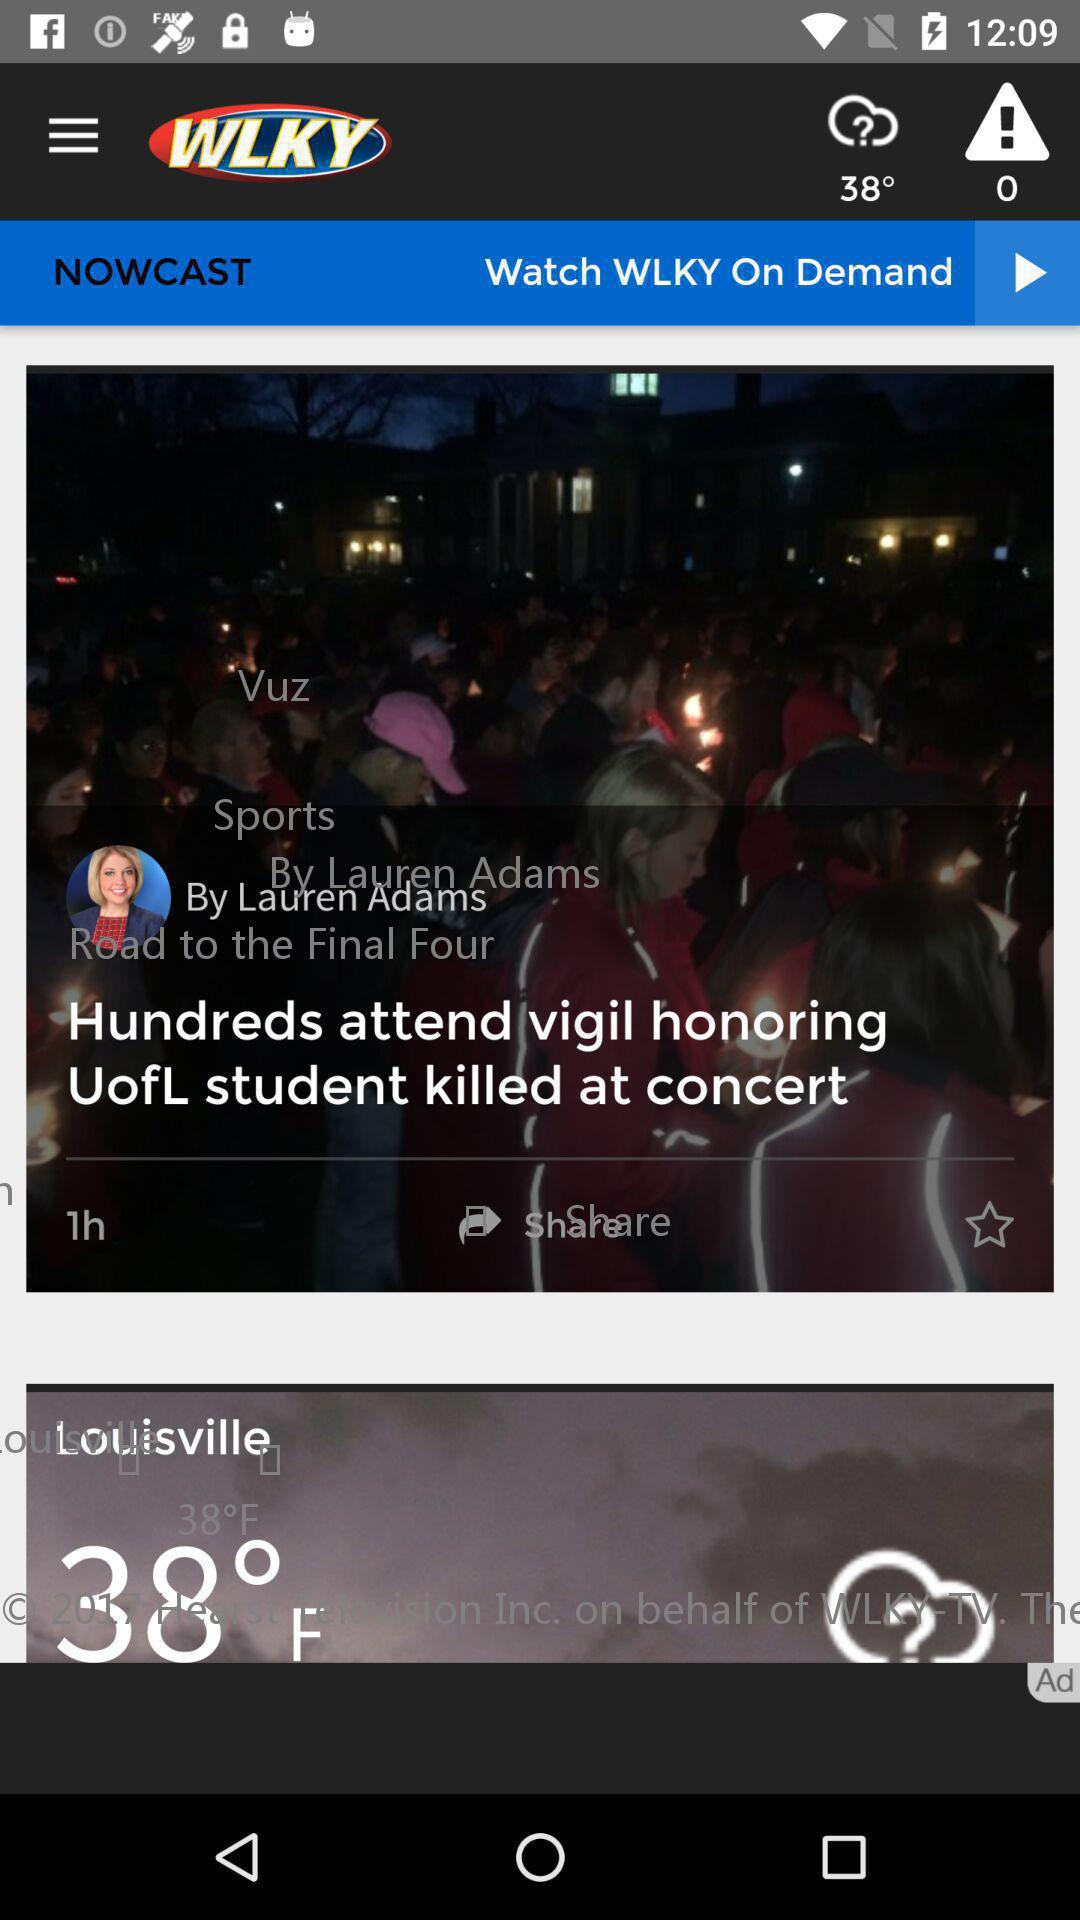 FAKE
12:09
WLKY
38°
0
NOWCAST
Watch WLKY On Demand
Vuz
Sports
By Lauren Adams
By Lauren Adams
Road to the Final Four
Hundreds attend vigil honoring
UofL student killed at concert
n
1h
Share
Share
Louisville
Louisville
38°F
38°F
© 2017 Hearst Television Inc. on behalf of WLKY-TV. The
Ad